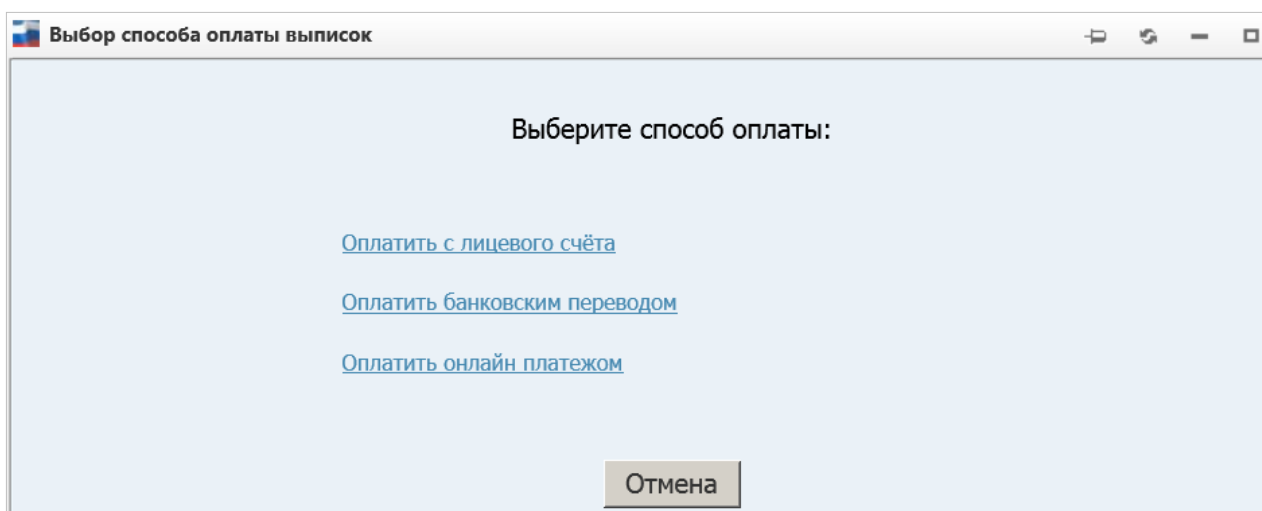 Выбор способа оплаты выписок
Выберите способ оплаты:
Оплатить с лицевого счёта
Оплатить банковским переводом
Оплатить онлайн платежом
Отмена